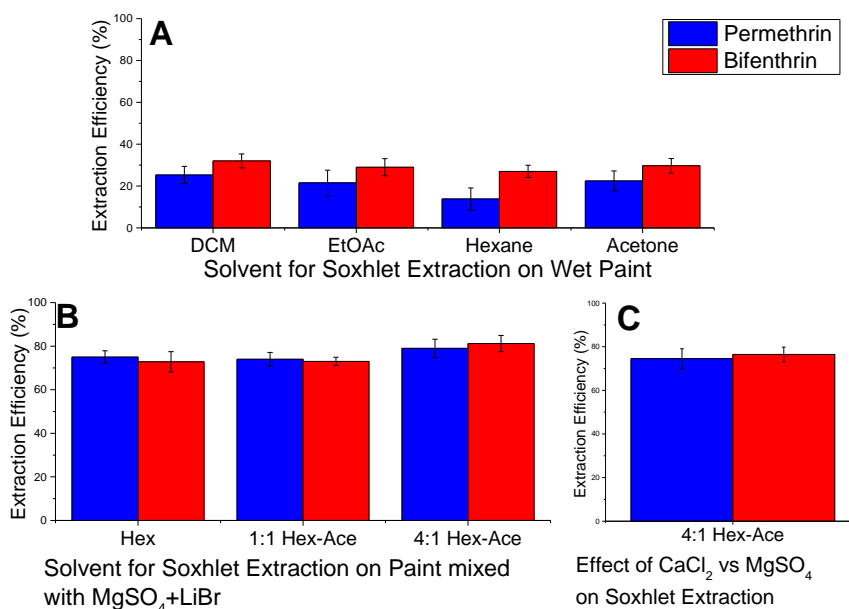 A
Permethrin
Bifenthrin
Extraction Efficiency (%)
100
80
60
40
20
0
DCM EtOAc Hexane Acetone
Solvent for Soxhlet Extraction on Wet Paint
B
Extraction Efficiency (%)
100
80
60
40
20
0
Hex 1:1 Hex-Ace 4:1 Hex-Ace
Solvent for Soxhlet Extraction on Paint mixed
with MgSO₄+LiBr
C
Extraction Efficiency (%)
100
80
60
40
20
0
4:1 Hex-Ace
Effect of CaCl₂ vs MgSO₄
on Soxhlet Extraction